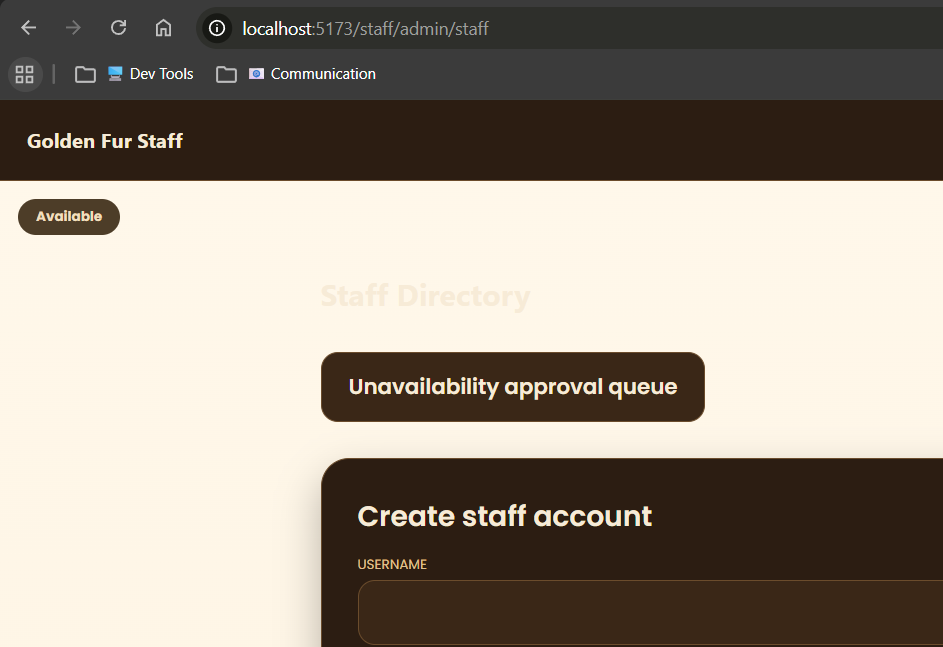 localhost:5173/staff/admin/staff
Dev Tools Communication
Golden Fur Staff
Available
Staff Directory
Unavailability approval queue
Create staff account
USERNAME